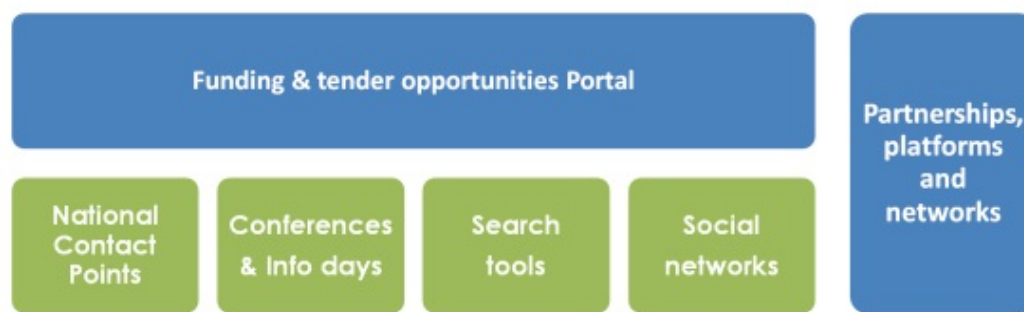 Funding & tender opportunities Portal
Partnerships,
platforms
and
networks
National
Contact
Points
Conferences
& Info days
Search
tools
Social
networks